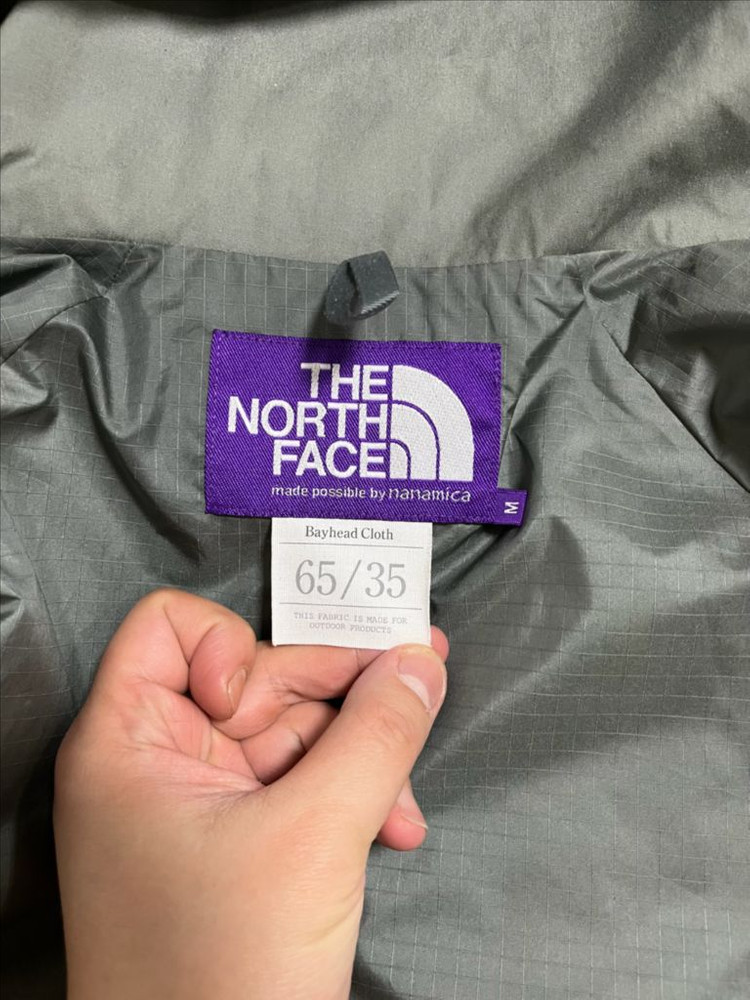 THE
NORTH
FACE
made possible by nanamica
M
Bayhead Cloth
65/35
THIS FABRIC IS MADE FOR
OUTDOOR PRODUCTS